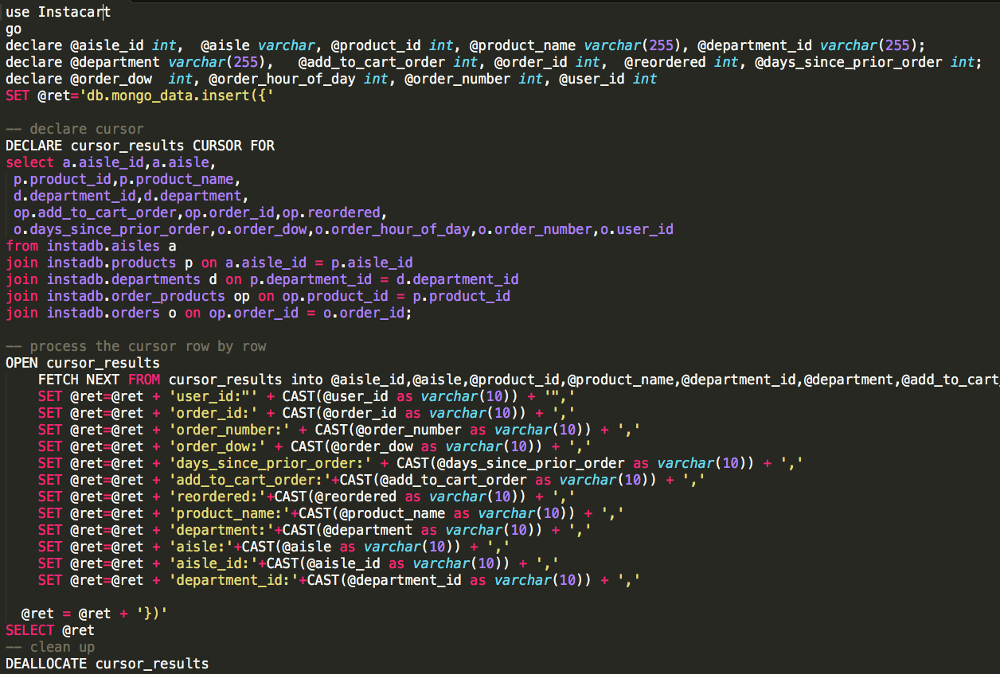 use Instacart
go
declare @aisle_id int,  @aisle varchar, @product_id int, @product_name varchar(255), @department_id varchar(255);
declare @department varchar(255),   @add_to_cart_order int, @order_id int,  @reordered int, @days_since_prior_order int;
declare @order_dow  int, @order_hour_of_day int, @order_number int, @user_id int
SET @ret='db.mongo_data.insert({'
-- declare cursor
DECLARE cursor_results CURSOR FOR
select a.aisle_id,a.aisle,
 p.product_id,p.product_name,
 d.department_id,d.department,
 op.add_to_cart_order,op.order_id,op.reordered,
 o.days_since_prior_order,o.order_dow,o.order_hour_of_day,o.order_number,o.user_id
from instadb.aisles a
join instadb.products p on a.aisle_id = p.aisle_id
join instadb.departments d on p.department_id = d.department_id
join instadb.order_products op on op.product_id = p.product_id
join instadb.orders o on op.order_id = o.order_id;
-- process the cursor row by row
OPEN cursor_results
    FETCH NEXT FROM cursor_results into @aisle_id,@aisle,@product_id,@product_name,@department_id,@department,@add_to_cart
    SET @ret=@ret + 'user_id:"' + CAST(@user_id as varchar(10)) + '",'
    SET @ret=@ret + 'order_id:' + CAST(@order_id as varchar(10)) + ','
    SET @ret=@ret + 'order_number:' + CAST(@order_number as varchar(10)) + ','
    SET @ret=@ret + 'order_dow:' + CAST(@order_dow as varchar(10)) + ','
    SET @ret=@ret + 'days_since_prior_order:' + CAST(@days_since_prior_order as varchar(10)) + ','
    SET @ret=@ret + 'add_to_cart_order:'+CAST(@add_to_cart_order as varchar(10)) + ','
    SET @ret=@ret + 'reordered:'+CAST(@reordered as varchar(10)) + ','
    SET @ret=@ret + 'product_name:'+CAST(@product_name as varchar(10)) + ','
    SET @ret=@ret + 'department:'+CAST(@department as varchar(10)) + ','
    SET @ret=@ret + 'aisle:'+CAST(@aisle as varchar(10)) + ','
    SET @ret=@ret + 'aisle_id:'+CAST(@aisle_id as varchar(10)) + ','
    SET @ret=@ret + 'department_id:'+CAST(@department_id as varchar(10)) + ','
  @ret = @ret + '})'
SELECT @ret
-- clean up
DEALLOCATE cursor_results